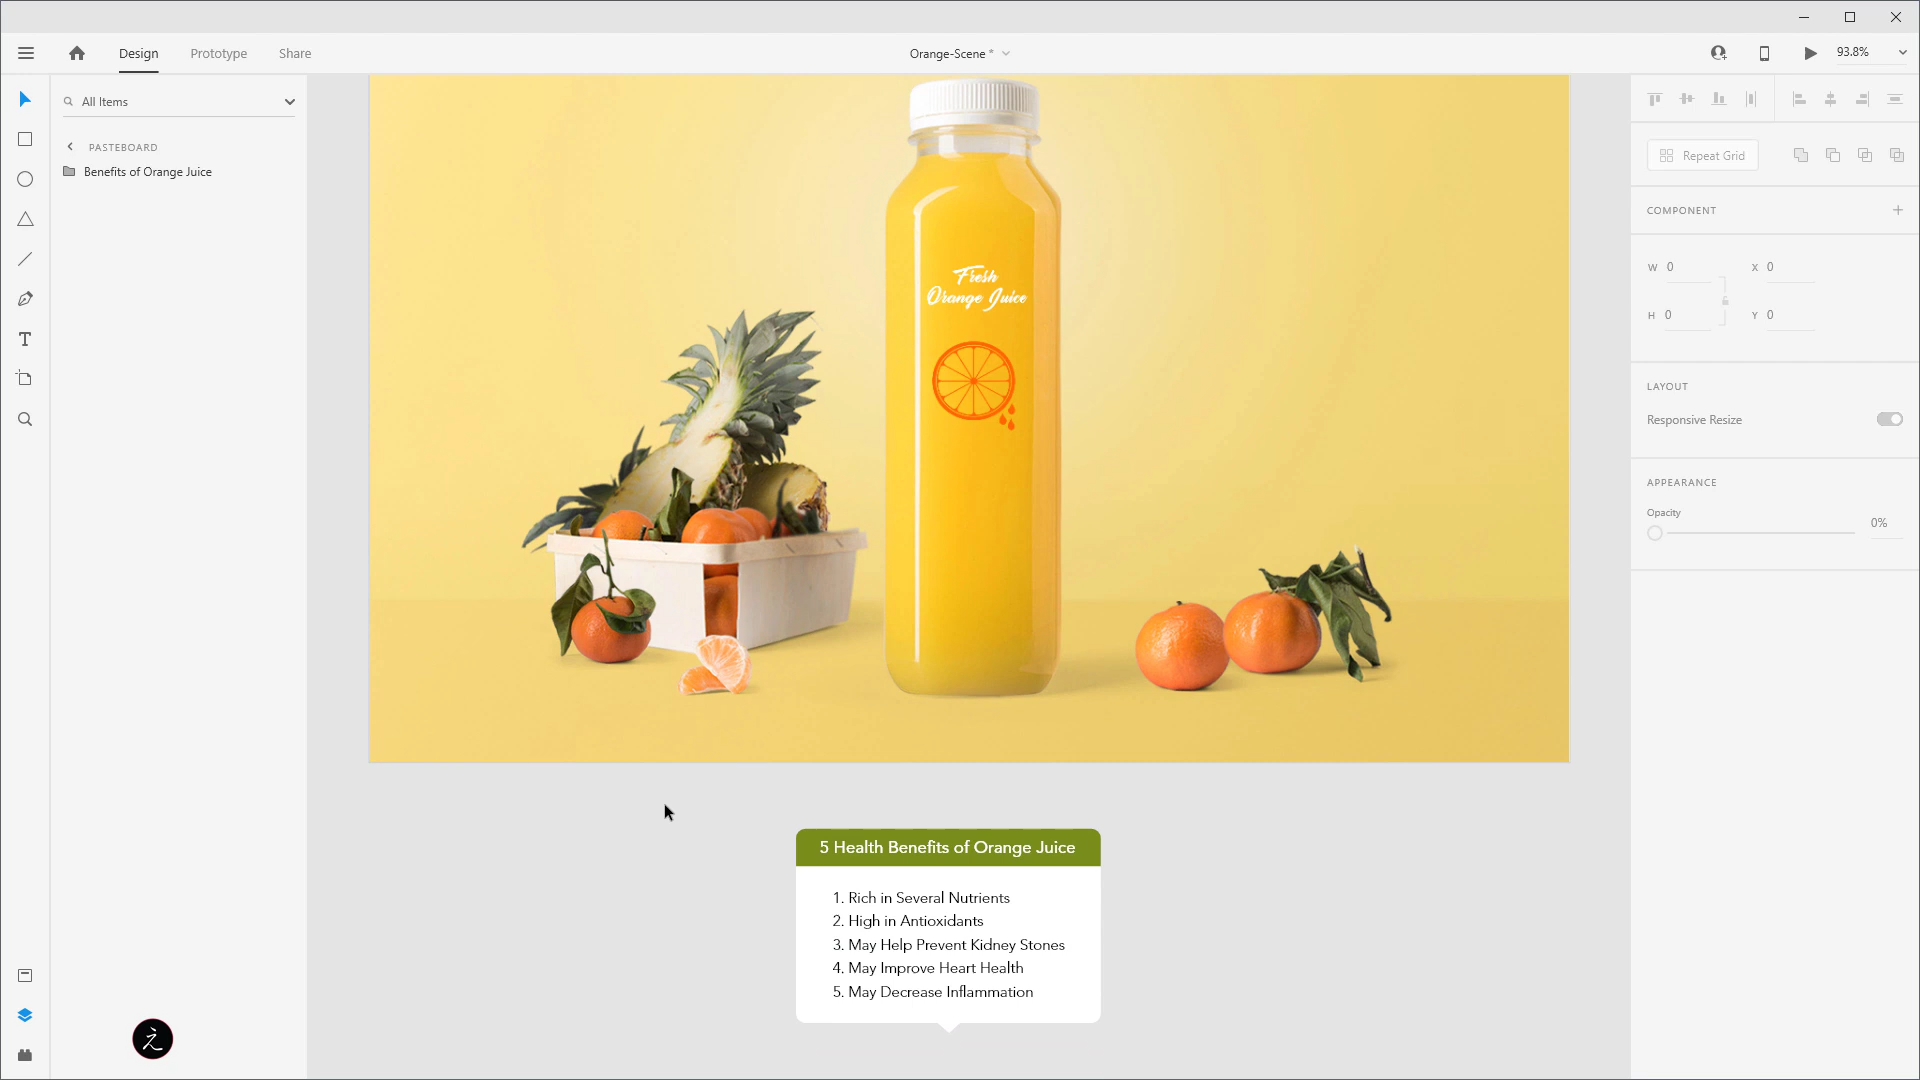 Design
Prototype
Share
Orange-Scene *
93.8%
All Items
PASTEBOARD
Benefits of Orange Juice
Fresh
Orange Juice
5 Health Benefits of Orange Juice
1. Rich in Several Nutrients
2. High in Antioxidants
3. May Help Prevent Kidney Stones
4. May Improve Heart Health
5. May Decrease Inflammation
Repeat Grid
COMPONENT
W 0 X 0
H 0 Y 0
LAYOUT
Responsive Resize
APPEARANCE
Opacity
0%